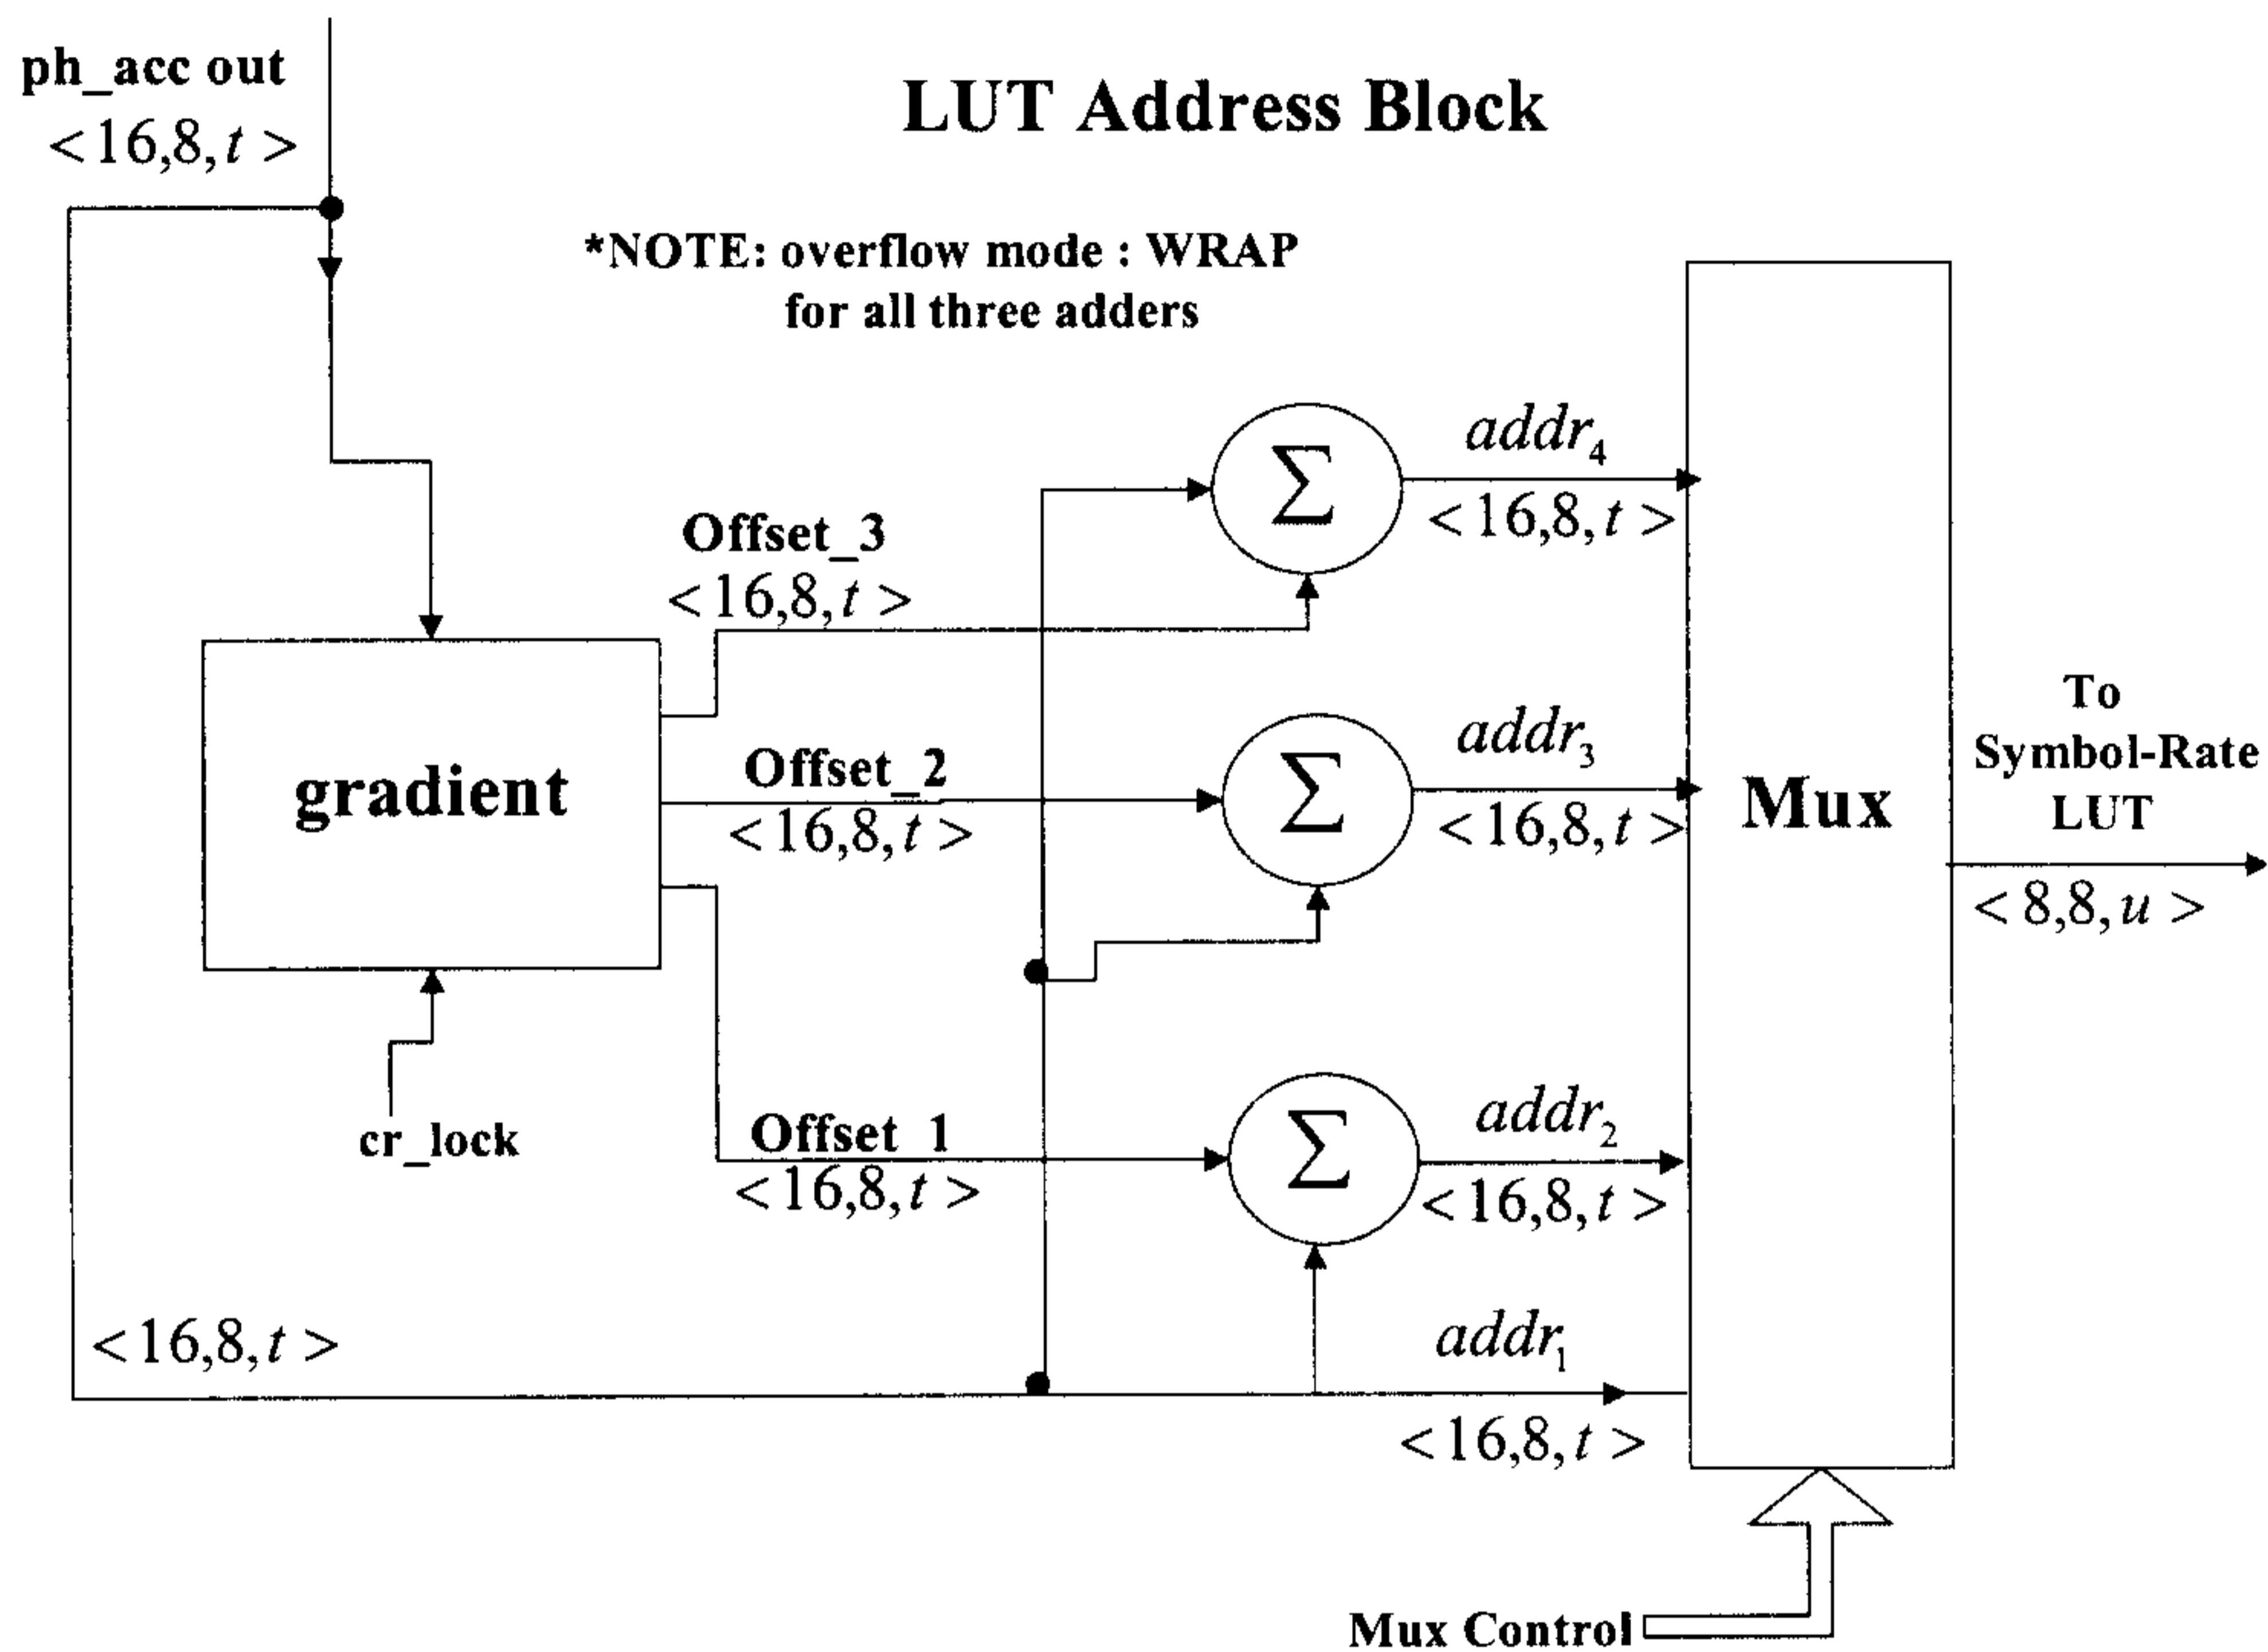 ph_acc out
< 16,8, t >
LUT Address Block
*NOTE: overflow mode : WRAP
for all three adders
Σ
addr₄
< 16,8, t >
Offset_3
< 16,8, t >
gradient
Offset_2
< 16,8, t >
Σ
addr₃
< 16,8, t >
Mux
To
Symbol-Rate
LUT
< 8,8, u >
cr_lock
Offset_1
< 16,8, t >
Σ
addr₂
< 16,8, t >
< 16,8, t >
addr₁
< 16,8, t >
Mux Control